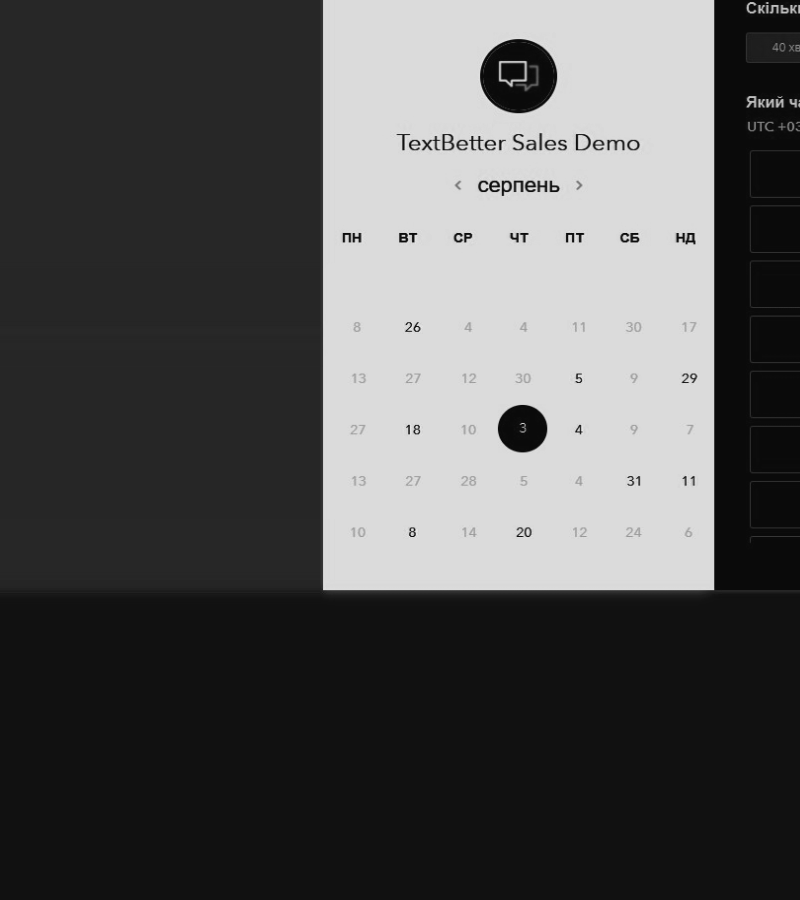 TextBetter Sales Demo
< серпень >
ПН ВТ СР ЧТ ПТ СБ НД
8 26 4 4 11 30 17
13 27 12 30 5 9 29
27 18 10 3 4 9 7
13 27 28 5 4 31 11
10 8 14 20 12 24 6
Скільки
40 хв
Який ча
UTC +03